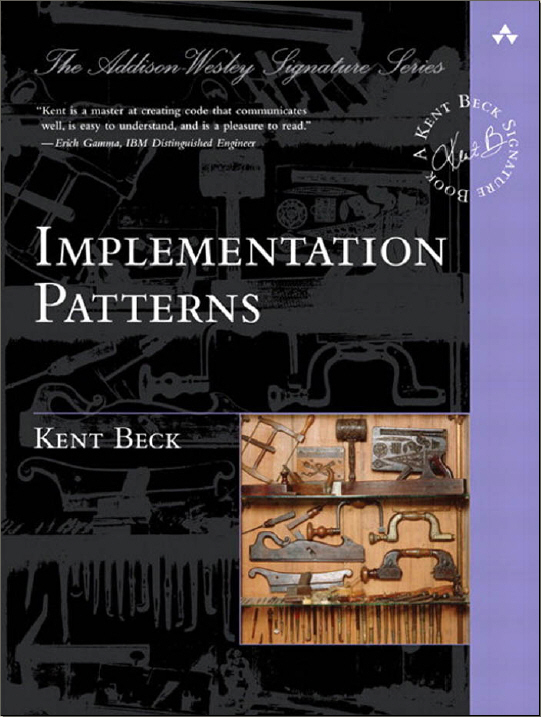 The Addison-Wesley Signature Series
“Kent is a master at creating code that communicates
well, is easy to understand, and is a pleasure to read.”
—Erich Gamma, IBM Distinguished Engineer
A KENT BECK SIGNATURE BOOK
Kent B
IMPLEMENTATION
PATTERNS
KENT BECK